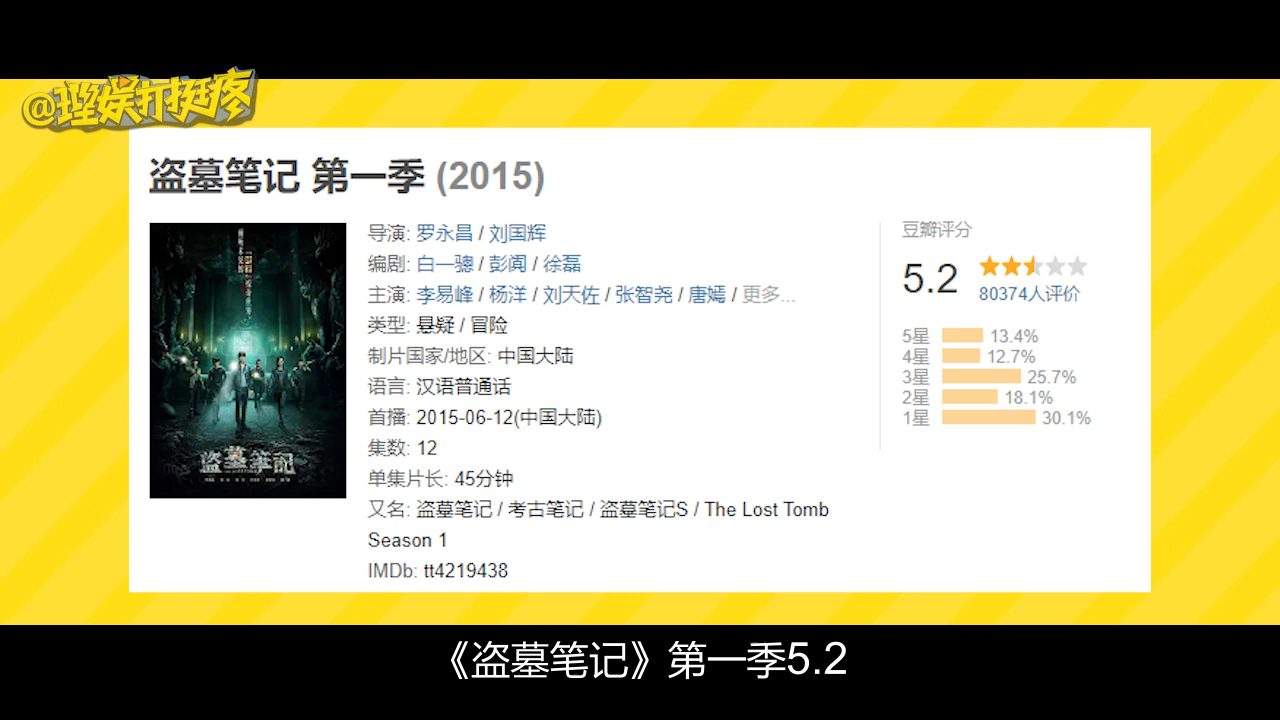 @理娱打挺疼
盗墓笔记 第一季 (2015)
导演: 罗永昌 / 刘国辉
编剧: 白一骢 / 彭阅 / 徐磊
主演: 李易峰 / 杨洋 / 刘天佐 / 张智尧 / 唐嫣 / 更多...
类型: 悬疑 / 冒险
制片国家/地区: 中国大陆
语言: 汉语普通话
首播: 2015-06-12(中国大陆)
集数: 12
单集片长: 45分钟
又名: 盗墓笔记 / 考古笔记 / 盗墓笔记S / The Lost Tomb
Season 1
IMDb: tt4219438
豆瓣评分
5.2
80374人评价
5星 13.4%
4星 12.7%
3星 25.7%
2星 18.1%
1星 30.1%
盗墓笔记
《盗墓笔记》第一季5.2